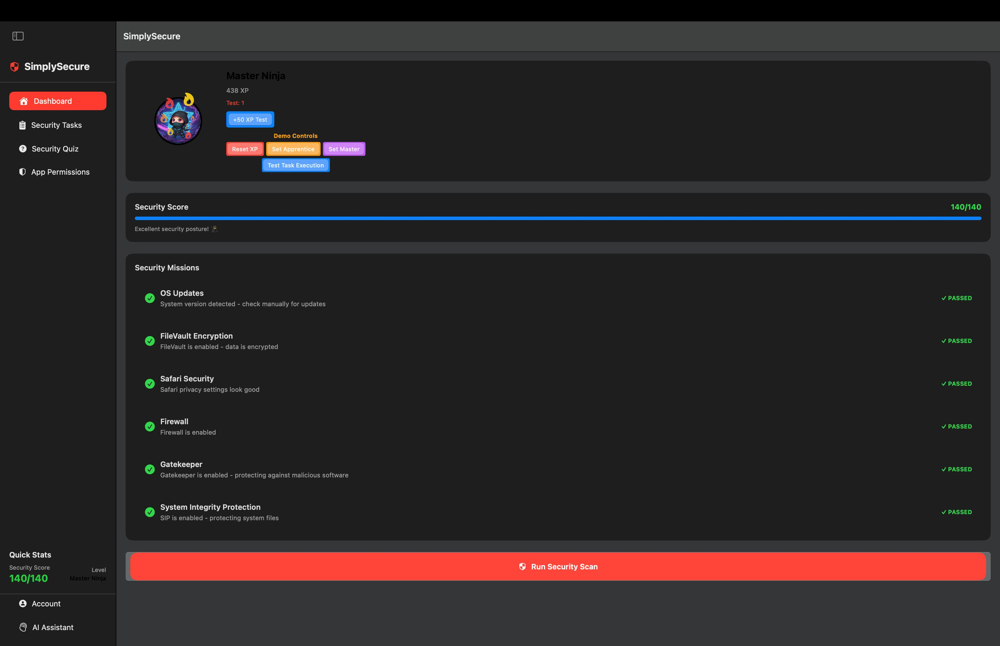 SimplySecure
SimplySecure
Dashboard
Security Tasks
Security Quiz
App Permissions
Quick Stats
Security Score
140/140
Level
Master Ninja
Account
AI Assistant
Master Ninja
438 XP
Test: 1
+50 XP Test
Demo Controls
Reset XP Set Apprentice Set Master
Test Task Execution
Security Score 140/140
Excellent security posture! 🥷
Security Missions
OS Updates
System version detected - check manually for updates
✓ PASSED
FileVault Encryption
FileVault is enabled - data is encrypted
✓ PASSED
Safari Security
Safari privacy settings look good
✓ PASSED
Firewall
Firewall is enabled
✓ PASSED
Gatekeeper
Gatekeeper is enabled - protecting against malicious software
✓ PASSED
System Integrity Protection
SIP is enabled - protecting system files
✓ PASSED
Run Security Scan